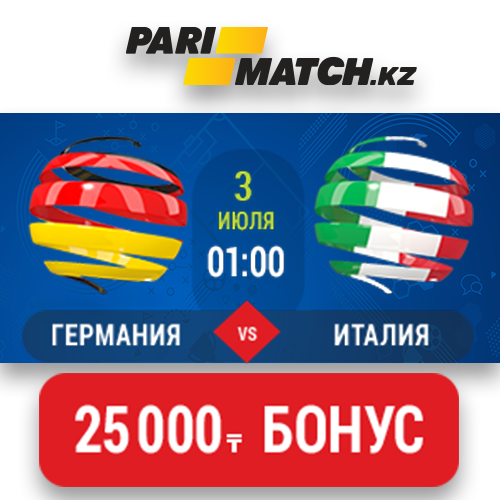 PARI
MATCH.KZ
3
ИЮЛЯ
01:00
ГЕРМАНИЯ VS ИТАЛИЯ
25 000 ₸ БОНУС